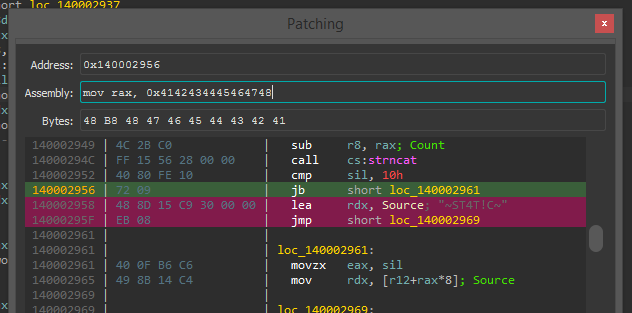 ort loc_140002937
Patching
x
Address: 0x140002956
Assembly: mov rax, 0x4142434445464748
Bytes: 48 B8 48 47 46 45 44 43 42 41
140002949 | 4C 2B C0 | sub r8, rax; Count
14000294C | FF 15 56 28 00 00 | call cs:strncat
140002952 | 40 80 FE 10 | cmp sil, 10h
140002956 | 72 09 | jb short loc_140002961
140002958 | 48 8D 15 C9 30 00 00 | lea rdx, Source; "~ST4T!C~"
14000295F | EB 08 | jmp short loc_140002969
140002961 | |
140002961 | | loc_140002961:
140002961 | 40 0F B6 C6 | movzx eax, sil
140002965 | 49 8B 14 C4 | mov rdx, [r12+rax*8]; Source
140002969 | |
140002969 | | loc_140002969: